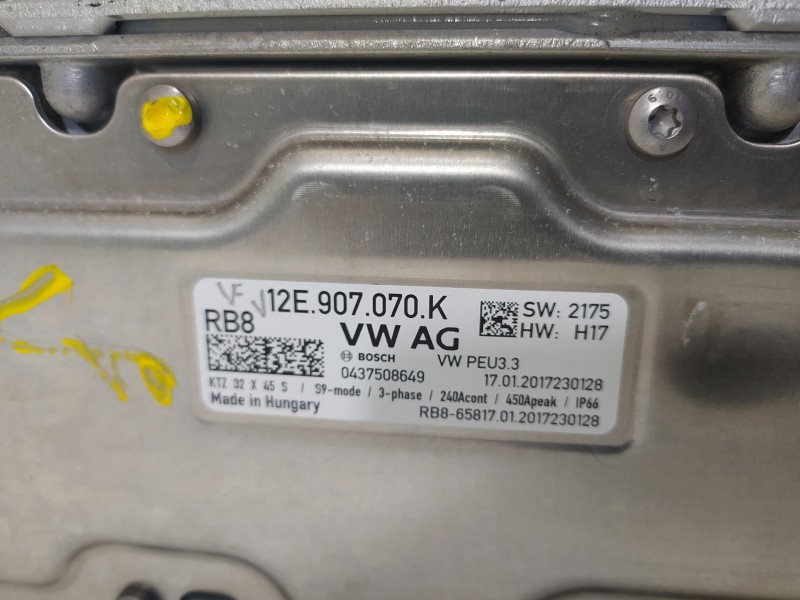 VF V
12E.907.070.K
RB8
VW AG
SW: 2175
HW: H17
BOSCH
VW PEU3.3
0437508649
17.01.2017230128
KTZ 32 X 45 S / S9-mode / 3-phase / 240Acont / 450Apeak / IP66
Made in Hungary
RB8-65817.01.2017230128